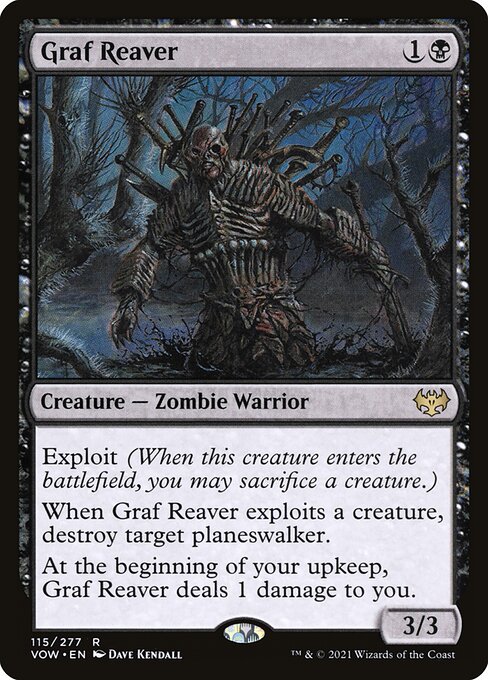 Graf Reaver 1
Creature — Zombie Warrior
Exploit (When this creature enters the
battlefield, you may sacrifice a creature.)
When Graf Reaver exploits a creature,
destroy target planeswalker.
At the beginning of your upkeep,
Graf Reaver deals 1 damage to you.
3/3
115/277 R
VOW • EN Dave Kendall ™ & © 2021 Wizards of the Coast